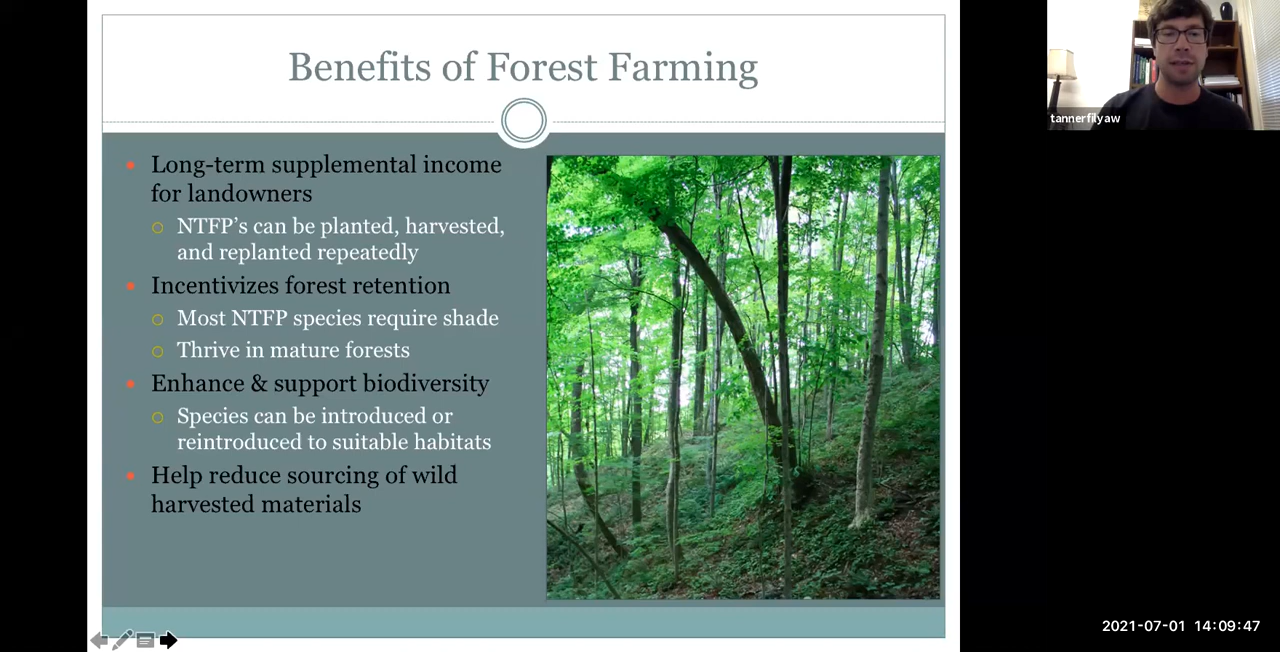 Benefits of Forest Farming
Long-term supplemental income
for landowners
NTFP's can be planted, harvested,
and replanted repeatedly
Incentivizes forest retention
Most NTFP species require shade
Thrive in mature forests
Enhance & support biodiversity
Species can be introduced or
reintroduced to suitable habitats
Help reduce sourcing of wild
harvested materials
tannerfilyaw
2021-07-01 14:09:47